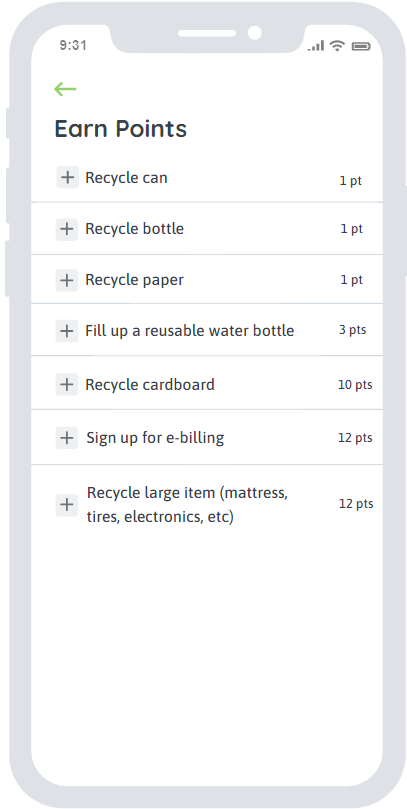 9:31
Earn Points
Recycle can 1 pt
Recycle bottle 1 pt
Recycle paper 1 pt
Fill up a reusable water bottle 3 pts
Recycle cardboard 10 pts
Sign up for e-billing 12 pts
Recycle large item (mattress,
tires, electronics, etc) 12 pts